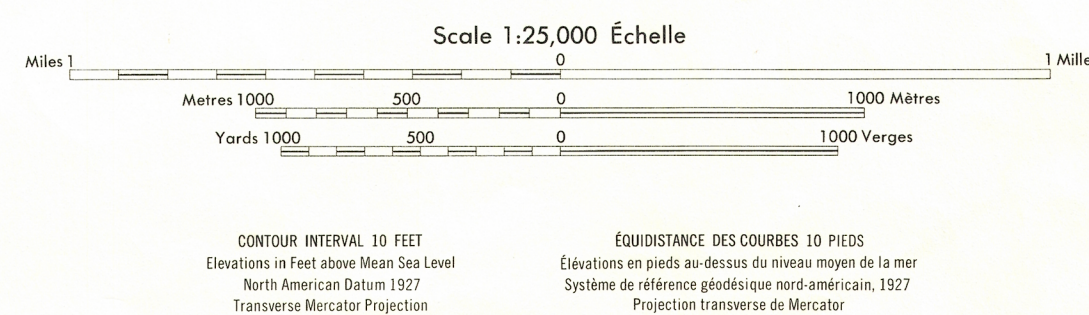 Scale 1:25,000 Échelle
Miles 1 0 1 Mille
Metres 1000 500 0 1000 Mètres
Yards 1000 500 0 1000 Verges
CONTOUR INTERVAL 10 FEET
Elevations in Feet above Mean Sea Level
North American Datum 1927
Transverse Mercator Projection
ÉQUIDISTANCE DES COURBES 10 PIEDS
Élévations en pieds au-dessus du niveau moyen de la mer
Système de référence géodésique nord-américain, 1927
Projection transverse de Mercator